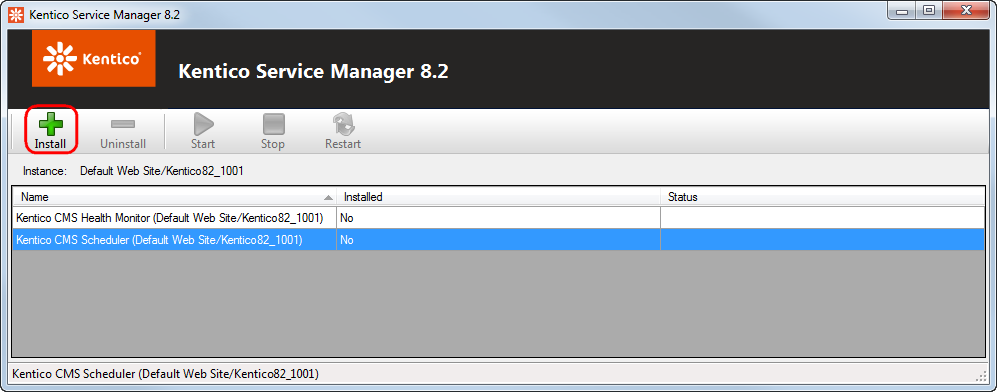 Kentico Service Manager 8.2
Kentico
Kentico Service Manager 8.2
Install Uninstall Start Stop Restart
Instance: Default Web Site/Kentico82_1001
Name Installed Status
Kentico CMS Health Monitor (Default Web Site/Kentico82_1001) No
Kentico CMS Scheduler (Default Web Site/Kentico82_1001) No
Kentico CMS Scheduler (Default Web Site/Kentico82_1001)